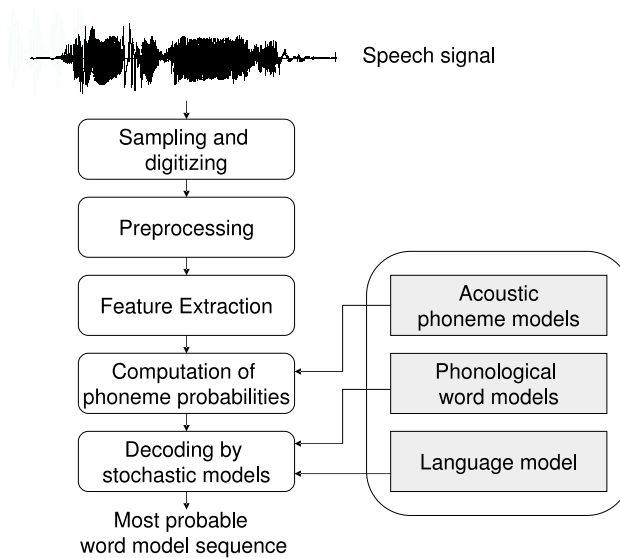 Speech signal
Sampling and
digitizing
Preprocessing
Feature Extraction
Computation of
phoneme probabilities
Decoding by
stochastic models
Most probable
word model sequence
Acoustic
phoneme models
Phonological
word models
Language model